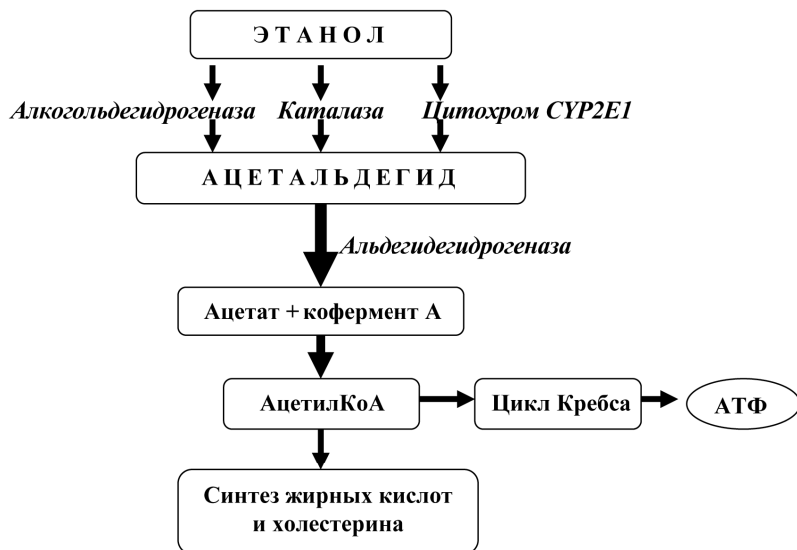 Э Т А Н О Л
Алкогольдегидрогеназа Каталаза Цитохром CYP2E1
А Ц Е Т А Л Ь Д Е Г И Д
Альдегидегидрогеназа
Ацетат + кофермент А
АцетилКоА Цикл Кребса АТФ
Синтез жирных кислот
и холестерина